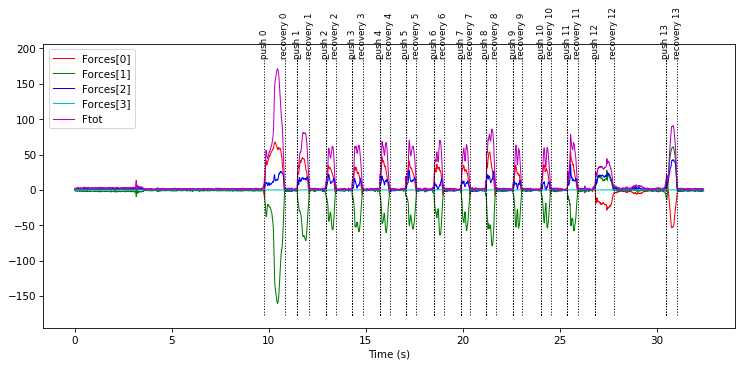 push 0
recovery 0
push 1
recovery 1
push 2
recovery 2
push 3
recovery 3
push 4
recovery 4
push 5
recovery 5
push 6
recovery 6
push 7
recovery 7
push 8
recovery 8
push 9
recovery 9
push 10
recovery 10
push 11
recovery 11
push 12
recovery 12
push 13
recovery 13
Forces[0]
Forces[1]
Forces[2]
Forces[3]
Ftot
200
150
100
50
0
−50
−100
−150
0 5 10 15 20 25 30
Time (s)